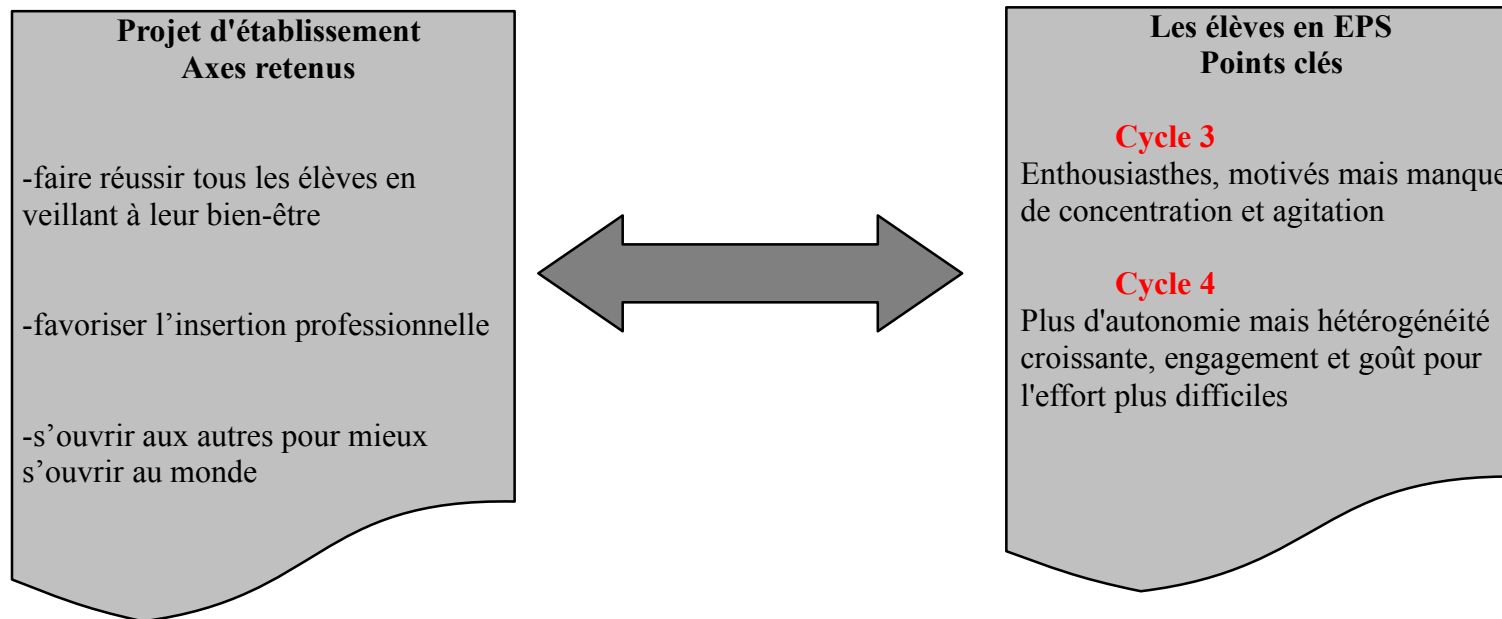 Projet d'établissement
Axes retenus
-faire réussir tous les élèves en
veillant à leur bien-être
-favoriser l’insertion professionnelle
-s’ouvrir aux autres pour mieux
s’ouvrir au monde
Les élèves en EPS
Points clés
Cycle 3
Enthousiasthes, motivés mais manque
de concentration et agitation
Cycle 4
Plus d'autonomie mais hétérogénéité
croissante, engagement et goût pour
l'effort plus difficiles